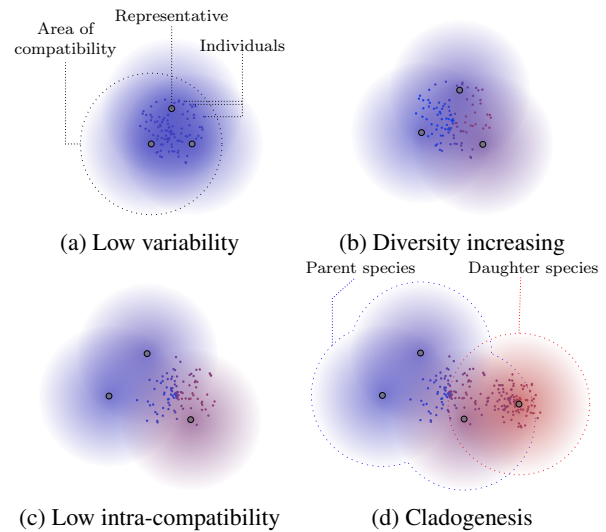 Area of
compatibility
Representative
Individuals
(a) Low variability
(b) Diversity increasing
Parent species
Daughter species
(c) Low intra-compatibility
(d) Cladogenesis